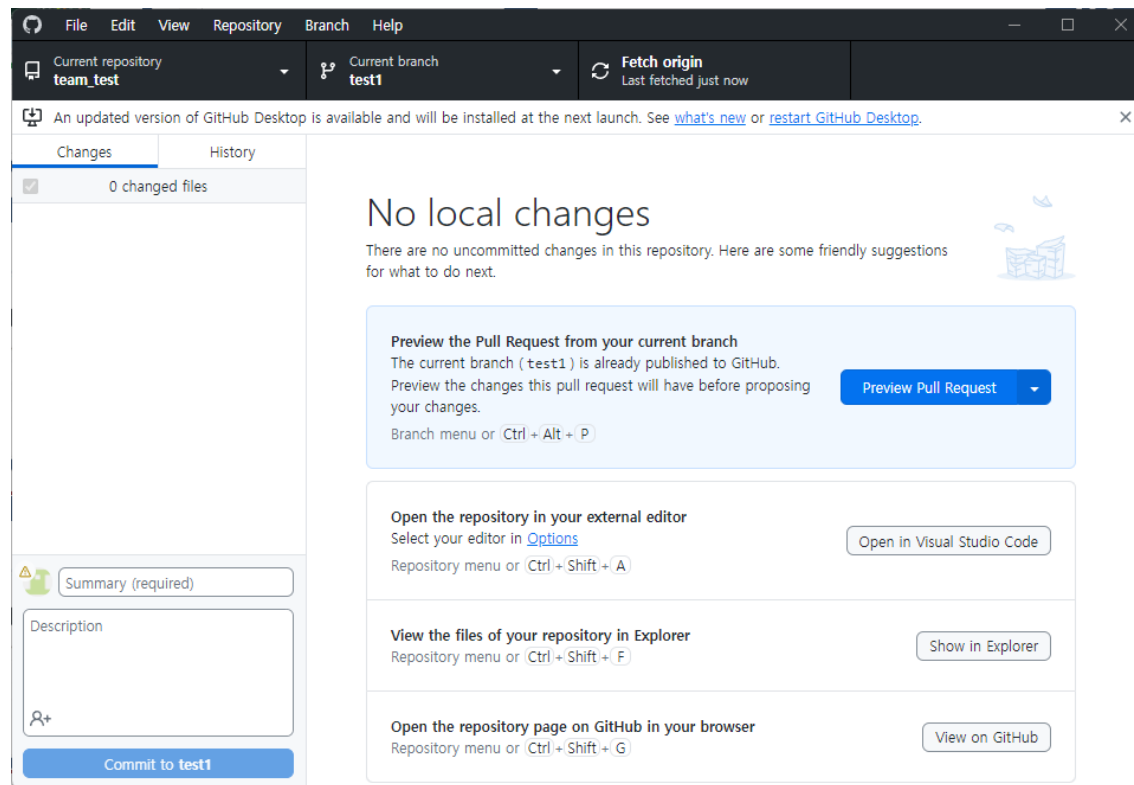 File Edit View Repository Branch Help
Current repository
team_test
Current branch
test1
Fetch origin
Last fetched just now
An updated version of GitHub Desktop is available and will be installed at the next launch. See what's new or restart GitHub Desktop.
Changes History
0 changed files
No local changes
There are no uncommitted changes in this repository. Here are some friendly suggestions
for what to do next.
Preview the Pull Request from your current branch
The current branch (test1) is already published to GitHub.
Preview the changes this pull request will have before proposing
your changes.
Branch menu or Ctrl + Alt + P
Preview Pull Request
Open the repository in your external editor
Select your editor in Options
Repository menu or Ctrl + Shift + A
Open in Visual Studio Code
View the files of your repository in Explorer
Repository menu or Ctrl + Shift + F
Show in Explorer
Open the repository page on GitHub in your browser
Repository menu or Ctrl + Shift + G
View on GitHub
Summary (required)
Description
Commit to test1